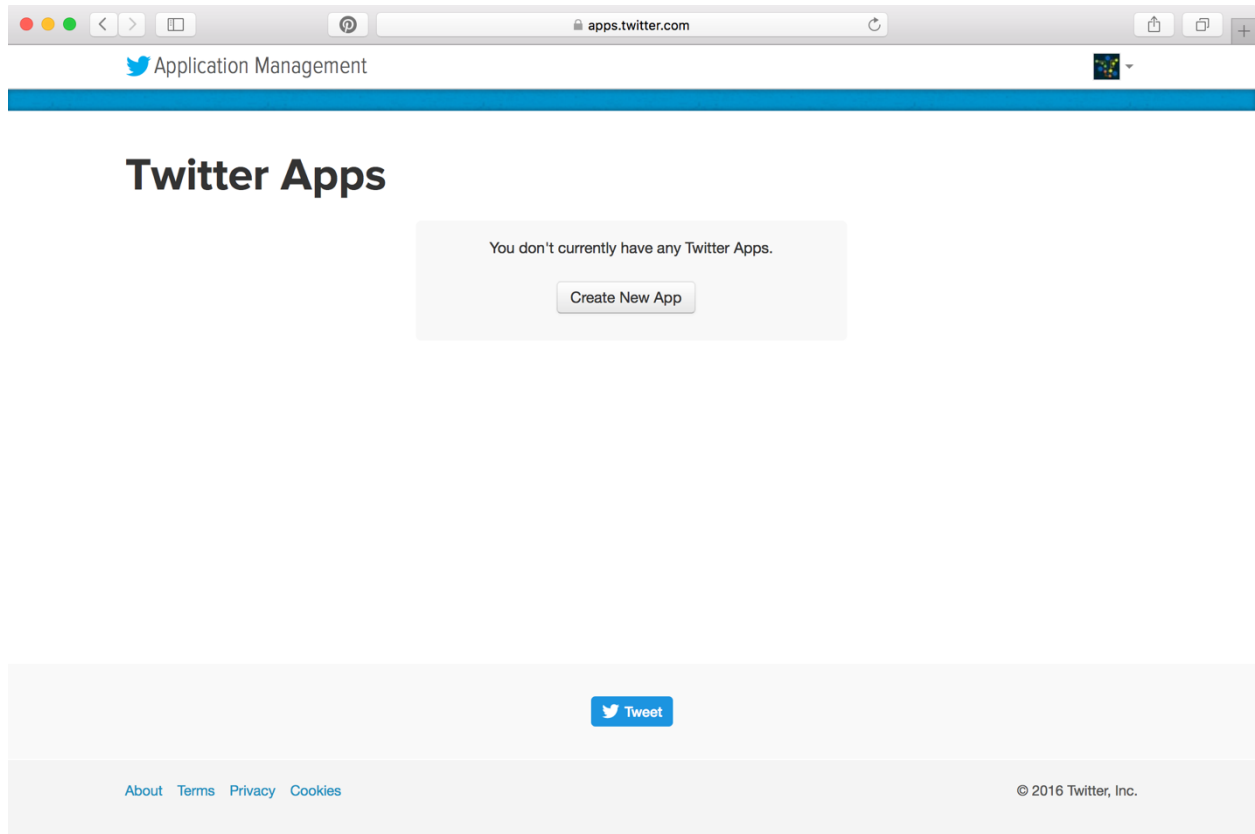 apps.twitter.com
Application Management
Twitter Apps
You don't currently have any Twitter Apps.
Create New App
Tweet
About Terms Privacy Cookies © 2016 Twitter, Inc.